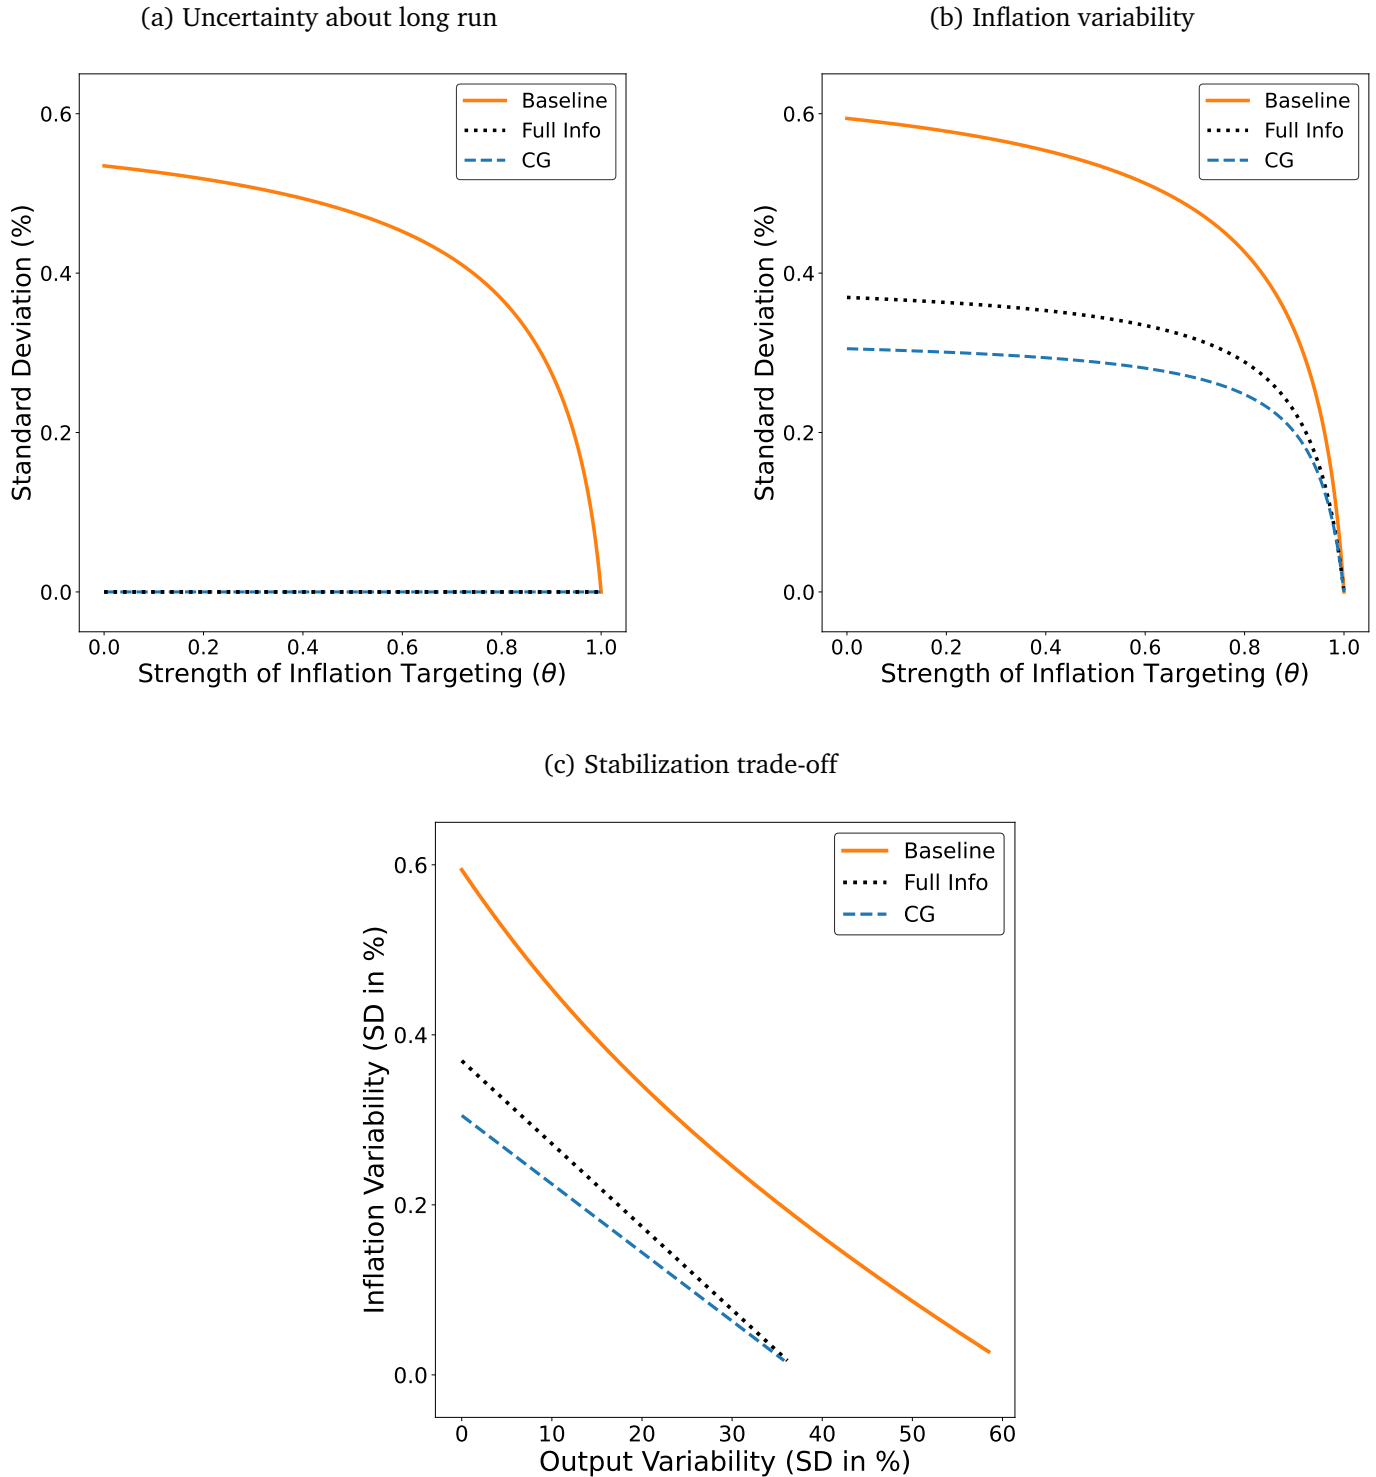 (a) Uncertainty about long run
Standard Deviation (%)
0.6
0.4
0.2
0.0
Baseline
Full Info
CG
0.0 0.2 0.4 0.6 0.8 1.0
Strength of Inflation Targeting (θ)
(b) Inflation variability
Standard Deviation (%)
0.6
0.4
0.2
0.0
Baseline
Full Info
CG
0.0 0.2 0.4 0.6 0.8 1.0
Strength of Inflation Targeting (θ)
(c) Stabilization trade-off
Inflation Variability (SD in %)
0.6
0.4
0.2
0.0
Baseline
Full Info
CG
0 10 20 30 40 50 60
Output Variability (SD in %)